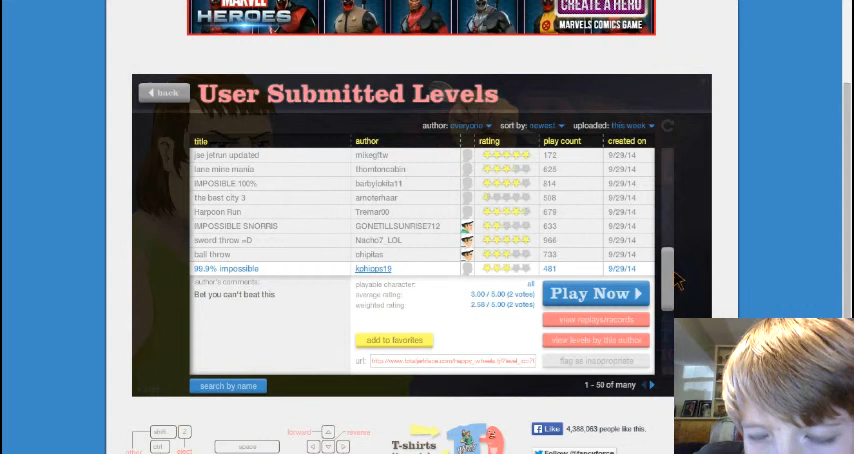 MARVEL
HEROES
CREATE A HERO
MARVELS COMICS GAME
back
User Submitted Levels
author: everyone sort by: newest uploaded: this week
title author rating play count created on
jse jetrun updated mikegftw 172 9/29/14
lane mine mania thorntoncabin 625 9/29/14
IMPOSIBLE 100% barbylokita11 814 9/29/14
the best city 3 amoterhaar 598 9/29/14
Harpoon Run Tremar90 679 9/29/14
IMPOSSIBLE SNORRIS GONETILLSUNRISE712 633 9/29/14
sword throw =D Nacho7_LOL 966 9/29/14
ball throw chipitas 733 9/29/14
99.9% impossible kphipps19 481 9/29/14
author's comments:
Bet you can't beat this
playable character: all
average rating: 3.00 / 5.00 (2 votes)
weighted rating: 2.58 / 5.00 (2 votes)
Play Now
view replays/records
add to favorites view levels by this author
url: flag as inappropriate
search by name 1 - 50 of many
shift Z
ctrl
eject
space
forward reverse
T-shirts
Like 4,388,063 people like this.
Follow @fancyforce